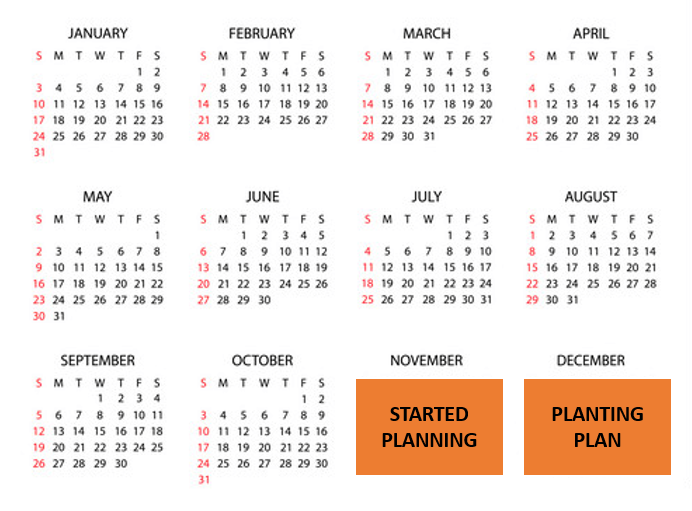 JANUARY FEBRUARY MARCH APRIL
S M T W T F S S M T W T F S S M T W T F S S M T W T F S
1 2 1 2 3 4 5 6 1 2 3 4 5 6 1 2 3
3 4 5 6 7 8 9 7 8 9 10 11 12 13 7 8 9 10 11 12 13 4 5 6 7 8 9 10
10 11 12 13 14 15 16 14 15 16 17 18 19 20 14 15 16 17 18 19 20 11 12 13 14 15 16 17
17 18 19 20 21 22 23 21 22 23 24 25 26 27 21 22 23 24 25 26 27 18 19 20 21 22 23 24
24 25 26 27 28 29 30 28 28 29 30 31 25 26 27 28 29 30
31
MAY JUNE JULY AUGUST
S M T W T F S S M T W T F S S M T W T F S S M T W T F S
1 1 2 3 4 5 1 2 3 1 2 3 4 5 6 7
2 3 4 5 6 7 8 6 7 8 9 10 11 12 4 5 6 7 8 9 10 8 9 10 11 12 13 14
9 10 11 12 13 14 15 13 14 15 16 17 18 19 11 12 13 14 15 16 17 15 16 17 18 19 20 21
16 17 18 19 20 21 22 20 21 22 23 24 25 26 18 19 20 21 22 23 24 22 23 24 25 26 27 28
23 24 25 26 27 28 29 27 28 29 30 25 26 27 28 29 30 31 29 30 31
30 31
SEPTEMBER OCTOBER NOVEMBER DECEMBER
S M T W T F S S M T W T F S
1 2 3 4 1 2
5 6 7 8 9 10 11 3 4 5 6 7 8 9
12 13 14 15 16 17 18 10 11 12 13 14 15 16
19 20 21 22 23 24 25 17 18 19 20 21 22 23
26 27 28 29 30 24 25 26 27 28 29 30
31
STARTED
PLANNING
PLANTING
PLAN